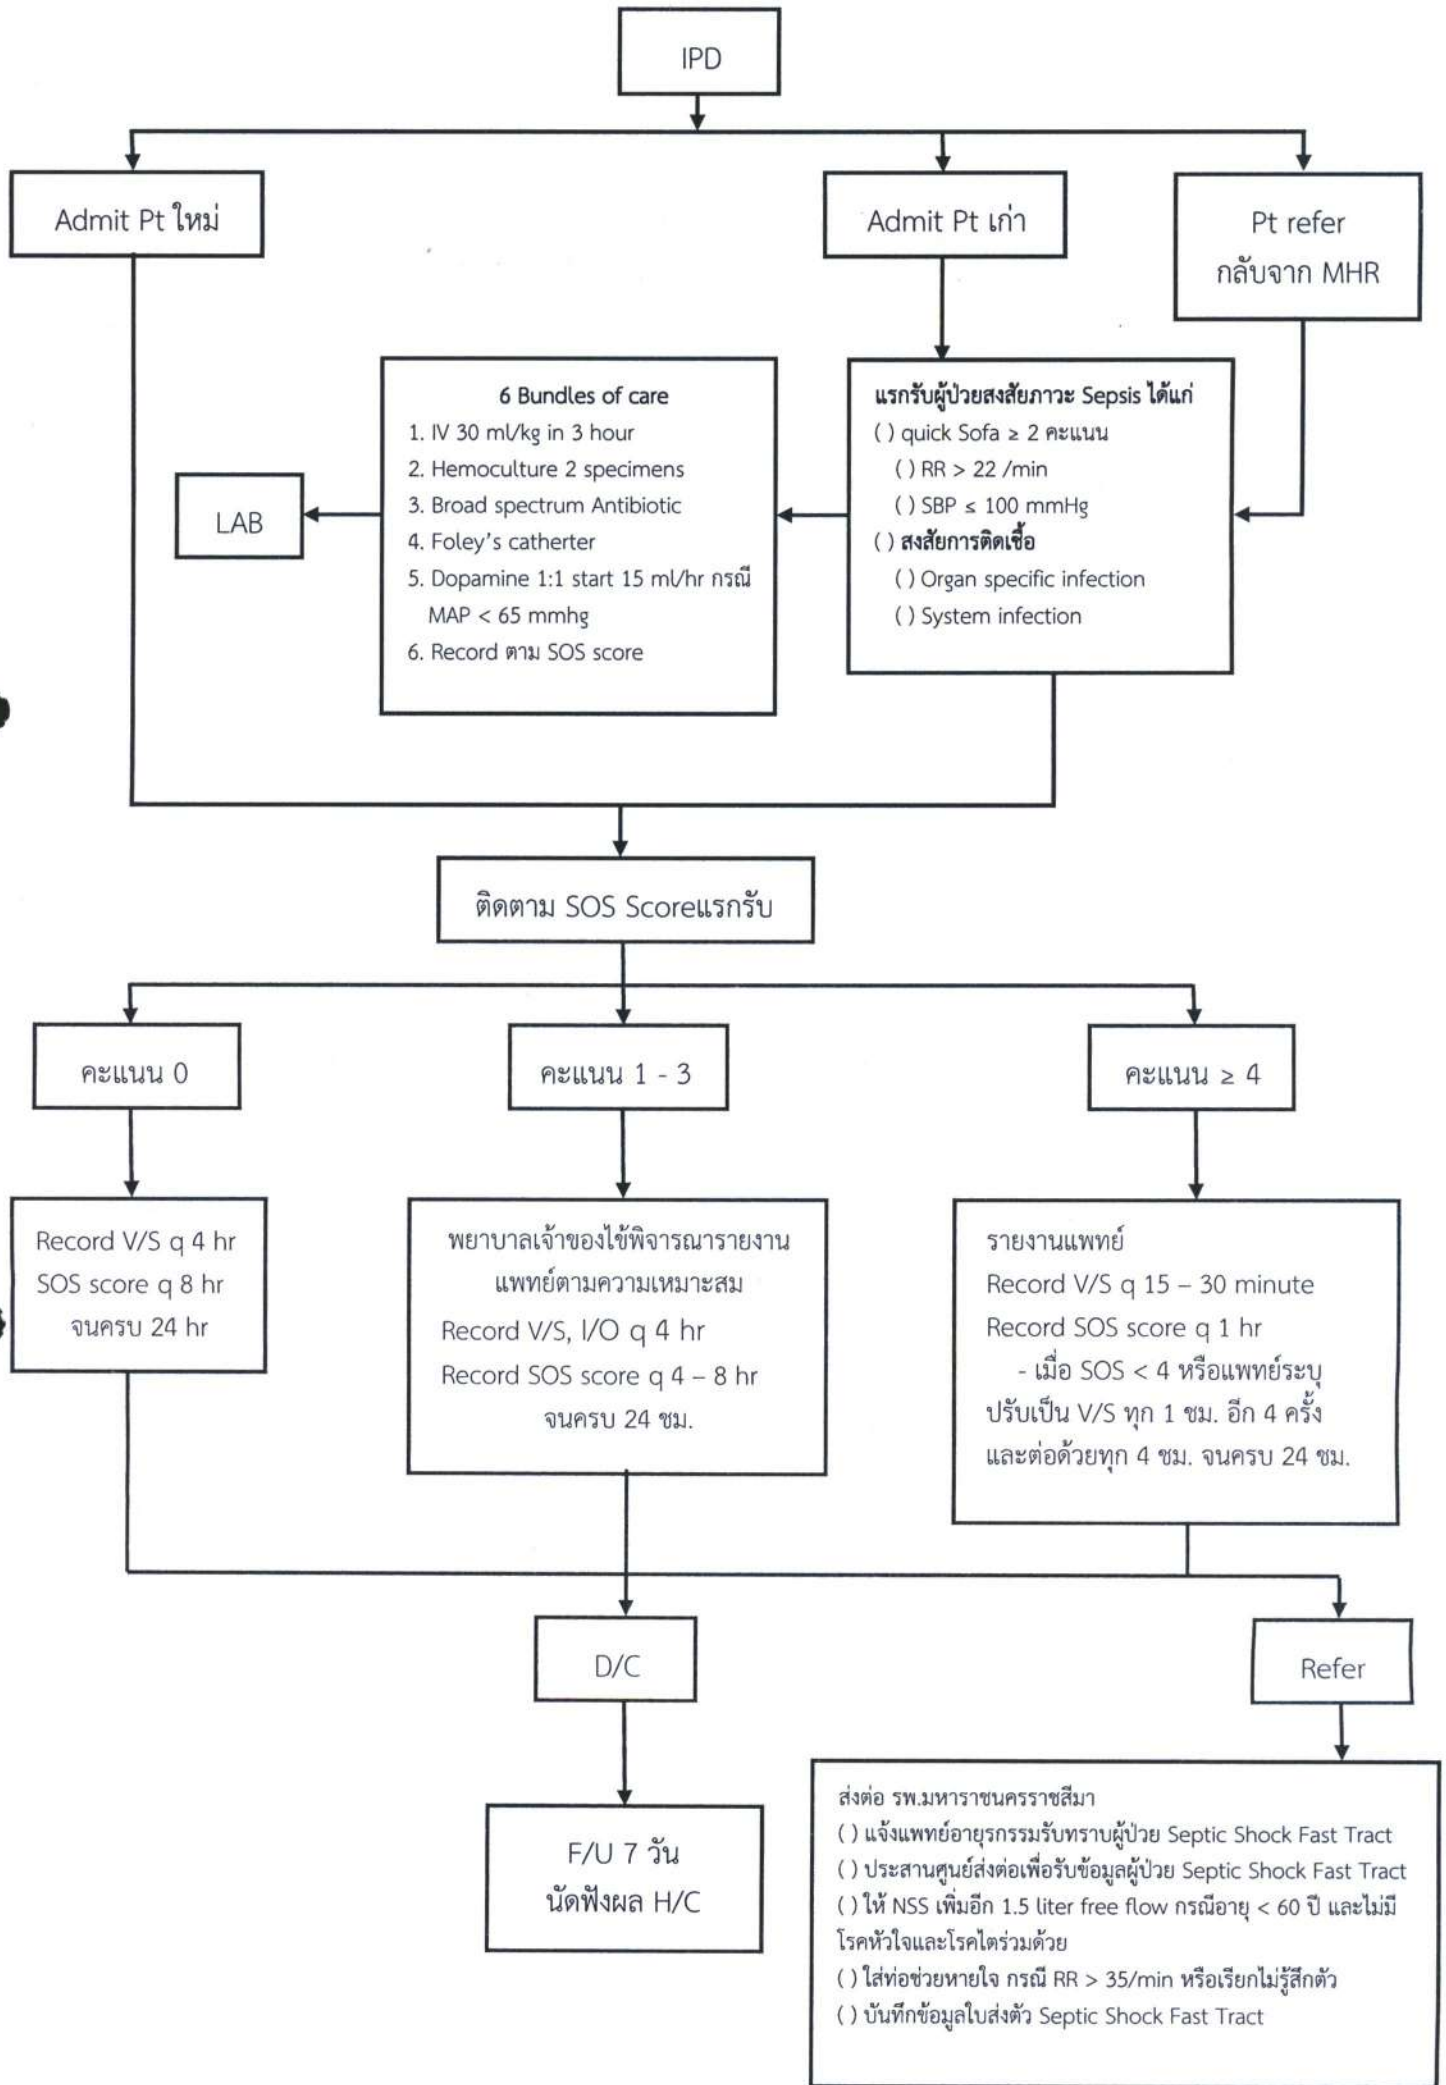 IPD
Admit Pt ใหม่
Admit Pt เก่า
Pt refer
กลับจาก MHR
6 Bundles of care
1. IV 30 ml/kg in 3 hour
2. Hemoculture 2 specimens
3. Broad spectrum Antibiotic
4. Foley's catherter
5. Dopamine 1:1 start 15 ml/hr กรณี
MAP < 65 mmhg
6. Record ตาม SOS score
แรกรับผู้ป่วยสงสัยภาวะ Sepsis ได้แก่
( ) quick Sofa ≥ 2 คะแนน
( ) RR > 22 /min
( ) SBP ≤ 100 mmHg
( ) สงสัยการติดเชื้อ
( ) Organ specific infection
( ) System infection
LAB
ติดตาม SOS Scoreแรกรับ
คะแนน 0
คะแนน 1 - 3
คะแนน ≥ 4
Record V/S q 4 hr
SOS score q 8 hr
จนครบ 24 hr
พยาบาลเจ้าของไข้พิจารณารายงาน
แพทย์ตามความเหมาะสม
Record V/S, I/O q 4 hr
Record SOS score q 4 – 8 hr
จนครบ 24 ชม.
รายงานแพทย์
Record V/S q 15 – 30 minute
Record SOS score q 1 hr
- เมื่อ SOS < 4 หรือแพทย์ระบุ
ปรับเป็น V/S ทุก 1 ชม. อีก 4 ครั้ง
และต่อด้วยทุก 4 ชม. จนครบ 24 ชม.
D/C
Refer
F/U 7 วัน
นัดฟังผล H/C
ส่งต่อ รพ.มหาราชนครราชสีมา
( ) แจ้งแพทย์อายุรกรรมรับทราบผู้ป่วย Septic Shock Fast Tract
( ) ประสานศูนย์ส่งต่อเพื่อรับข้อมูลผู้ป่วย Septic Shock Fast Tract
( ) ให้ NSS เพิ่มอีก 1.5 liter free flow กรณีอายุ < 60 ปี และไม่มี
โรคหัวใจและโรคไตร่วมด้วย
( ) ใส่ท่อช่วยหายใจ กรณี RR > 35/min หรือเรียกไม่รู้สึกตัว
( ) บันทึกข้อมูลใบส่งตัว Septic Shock Fast Tract